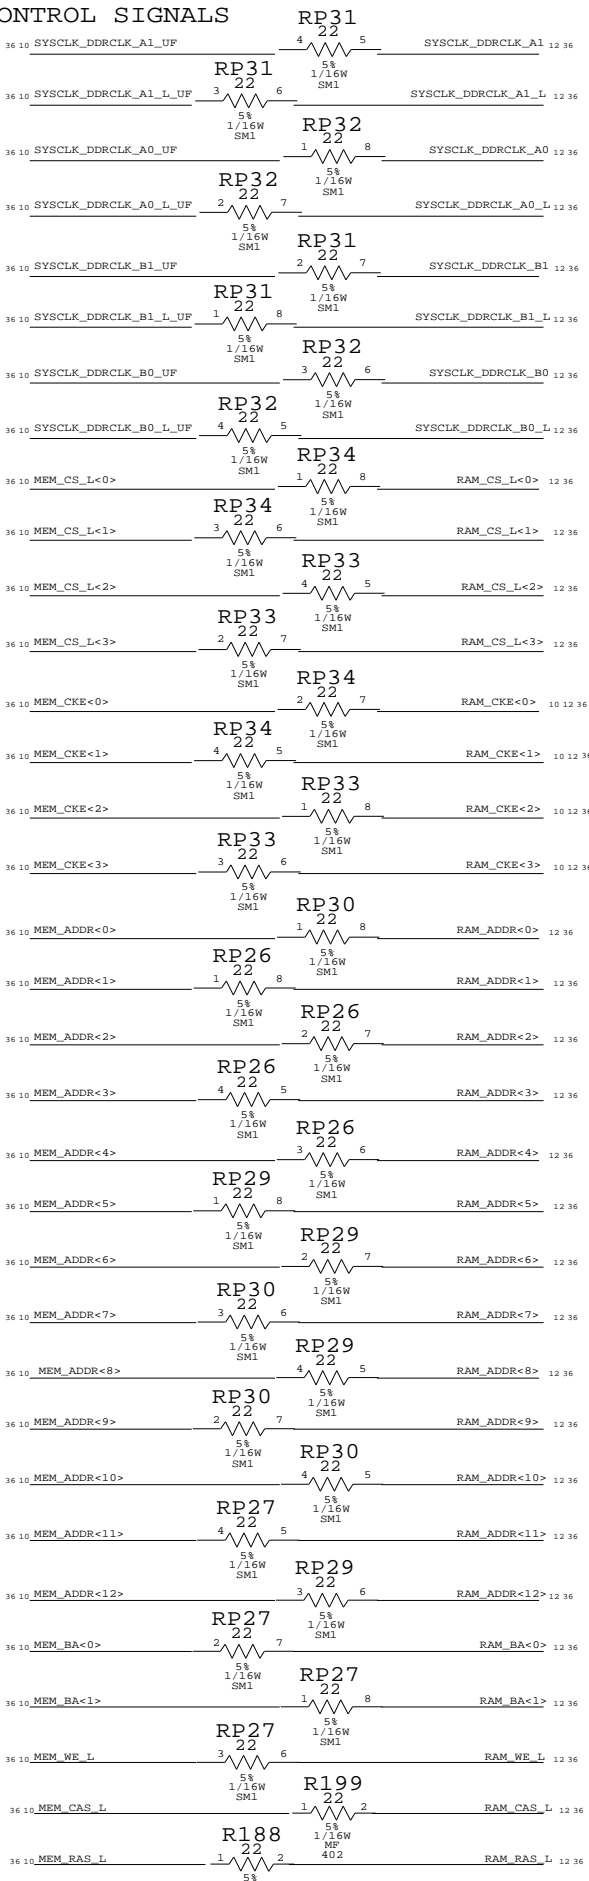 ONTROL SIGNALS
RP31
22
36 10 SYSCLK_DDRCLK_A1_UF 4 5 SYSCLK_DDRCLK_A1 12 36
5%
1/16W
SM1
RP31
22
36 10 SYSCLK_DDRCLK_A1_L_UF 3 6 SYSCLK_DDRCLK_A1_L 12 36
5%
1/16W
SM1
RP32
22
36 10 SYSCLK_DDRCLK_A0_UF 1 8 SYSCLK_DDRCLK_A0 12 36
5%
1/16W
SM1
RP32
22
36 10 SYSCLK_DDRCLK_A0_L_UF 2 7 SYSCLK_DDRCLK_A0_L 12 36
5%
1/16W
SM1
RP31
22
36 10 SYSCLK_DDRCLK_B1_UF 2 7 SYSCLK_DDRCLK_B1 12 36
5%
1/16W
SM1
RP31
22
36 10 SYSCLK_DDRCLK_B1_L_UF 1 8 SYSCLK_DDRCLK_B1_L 12 36
5%
1/16W
SM1
RP32
22
36 10 SYSCLK_DDRCLK_B0_UF 3 6 SYSCLK_DDRCLK_B0 12 36
5%
1/16W
SM1
RP32
22
36 10 SYSCLK_DDRCLK_B0_L_UF 4 5 SYSCLK_DDRCLK_B0_L 12 36
5%
1/16W
SM1
RP34
22
36 10 MEM_CS_L<0> 1 8 RAM_CS_L<0> 12 36
5%
1/16W
SM1
RP34
22
36 10 MEM_CS_L<1> 3 6 RAM_CS_L<1> 12 36
5%
1/16W
SM1
RP33
22
36 10 MEM_CS_L<2> 4 5 RAM_CS_L<2> 12 36
5%
1/16W
SM1
RP33
22
36 10 MEM_CS_L<3> 2 7 RAM_CS_L<3> 12 36
5%
1/16W
SM1
RP34
22
36 10 MEM_CKE<0> 2 7 RAM_CKE<0> 10 12 36
5%
1/16W
SM1
RP34
22
36 10 MEM_CKE<1> 4 5 RAM_CKE<1> 10 12 36
5%
1/16W
SM1
RP33
22
36 10 MEM_CKE<2> 1 8 RAM_CKE<2> 10 12 36
5%
1/16W
SM1
RP33
22
36 10 MEM_CKE<3> 3 6 RAM_CKE<3> 10 12 36
5%
1/16W
SM1
RP30
22
36 10 MEM_ADDR<0> 1 8 RAM_ADDR<0> 12 36
5%
1/16W
SM1
RP26
22
36 10 MEM_ADDR<1> 1 8 RAM_ADDR<1> 12 36
5%
1/16W
SM1
RP26
22
36 10 MEM_ADDR<2> 2 7 RAM_ADDR<2> 12 36
5%
1/16W
SM1
RP26
22
36 10 MEM_ADDR<3> 4 5 RAM_ADDR<3> 12 36
5%
1/16W
SM1
RP26
22
36 10 MEM_ADDR<4> 3 6 RAM_ADDR<4> 12 36
5%
1/16W
SM1
RP29
22
36 10 MEM_ADDR<5> 1 8 RAM_ADDR<5> 12 36
5%
1/16W
SM1
RP29
22
36 10 MEM_ADDR<6> 2 7 RAM_ADDR<6> 12 36
5%
1/16W
SM1
RP30
22
36 10 MEM_ADDR<7> 3 6 RAM_ADDR<7> 12 36
5%
1/16W
SM1
RP29
22
36 10 MEM_ADDR<8> 4 5 RAM_ADDR<8> 12 36
5%
1/16W
SM1
RP30
22
36 10 MEM_ADDR<9> 2 7 RAM_ADDR<9> 12 36
5%
1/16W
SM1
RP30
22
36 10 MEM_ADDR<10> 4 5 RAM_ADDR<10> 12 36
5%
1/16W
SM1
RP27
22
36 10 MEM_ADDR<11> 4 5 RAM_ADDR<11> 12 36
5%
1/16W
SM1
RP29
22
36 10 MEM_ADDR<12> 3 6 RAM_ADDR<12> 12 36
5%
1/16W
SM1
RP27
22
36 10 MEM_BA<0> 2 7 RAM_BA<0> 12 36
5%
1/16W
SM1
RP27
22
36 10 MEM_BA<1> 1 8 RAM_BA<1> 12 36
5%
1/16W
SM1
RP27
22
36 10 MEM_WE_L 3 6 RAM_WE_L 12 36
5%
1/16W
SM1
R199
22
36 10 MEM_CAS_L 1 2 RAM_CAS_L 12 36
5%
1/16W
MF
402
R188
22
36 10 MEM_RAS_L 1 2 RAM_RAS_L 12 36
5%